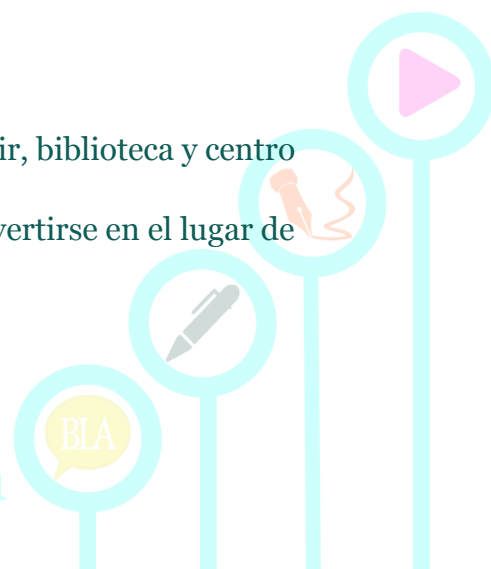 ir, biblioteca y centro
vertirse en el lugar de
BLA